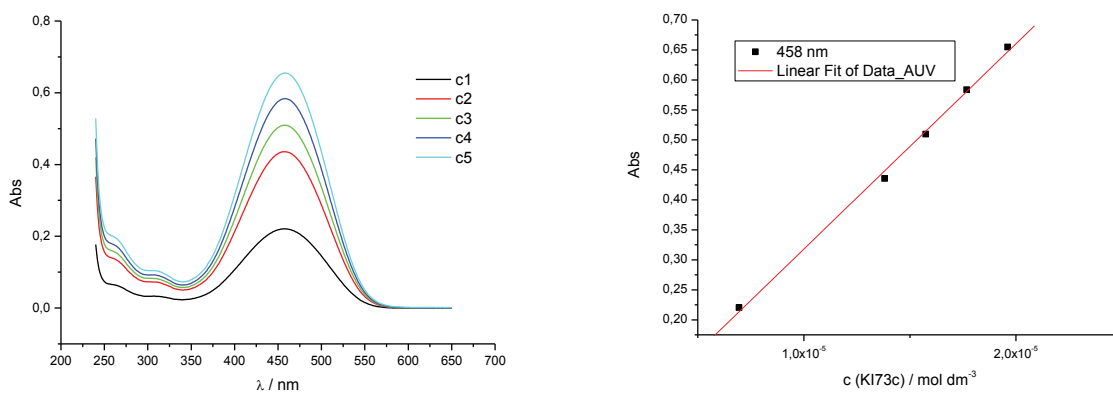 0,8
0,6
0,4
0,2
0,0
Abs
200 250 300 350 400 450 500 550 600 650 700
λ / nm
c1
c2
c3
c4
c5
0,70
0,65
0,60
0,55
0,50
0,45
0,40
0,35
0,30
0,25
0,20
Abs
458 nm
Linear Fit of Data_AUV
1,0x10⁻⁵ 2,0x10⁻⁵
c (KI73c) / mol dm⁻³